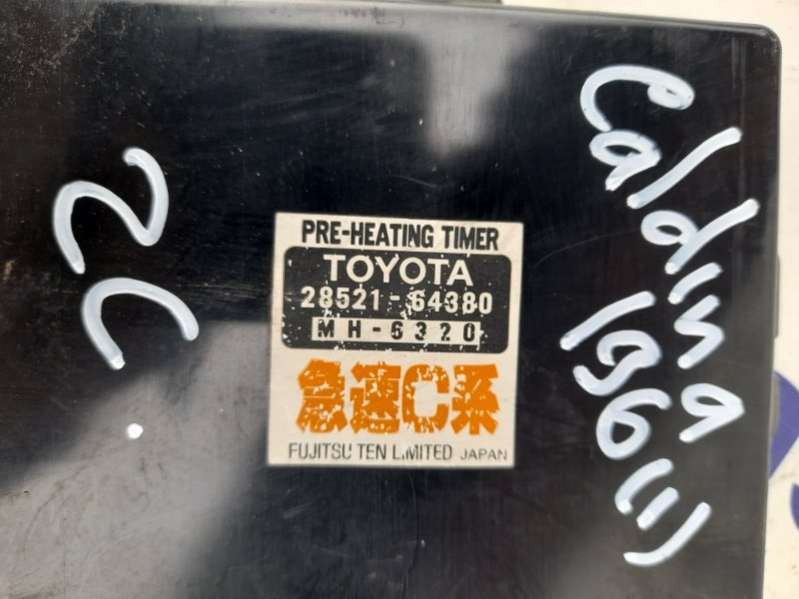 2C
PRE-HEATING TIMER
TOYOTA
28521-64380
MH-6320
急速C系
FUJITSU TEN LIMITED JAPAN
Caldina
196(1)